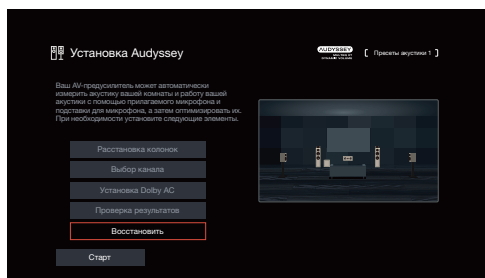 Установка Audyssey
AUDYSSEY
[ Пресеты акустики 1 ]
Ваш AV-предусилитель может автоматически
измерить акустику вашей комнаты и работу вашей
акустики с помощью прилагаемого микрофона и
подставки для микрофона, а затем оптимизировать их.
При необходимости установите следующие элементы.
Расстановка колонок
Выбор канала
Установка Dolby AC
Проверка результатов
Восстановить
Старт